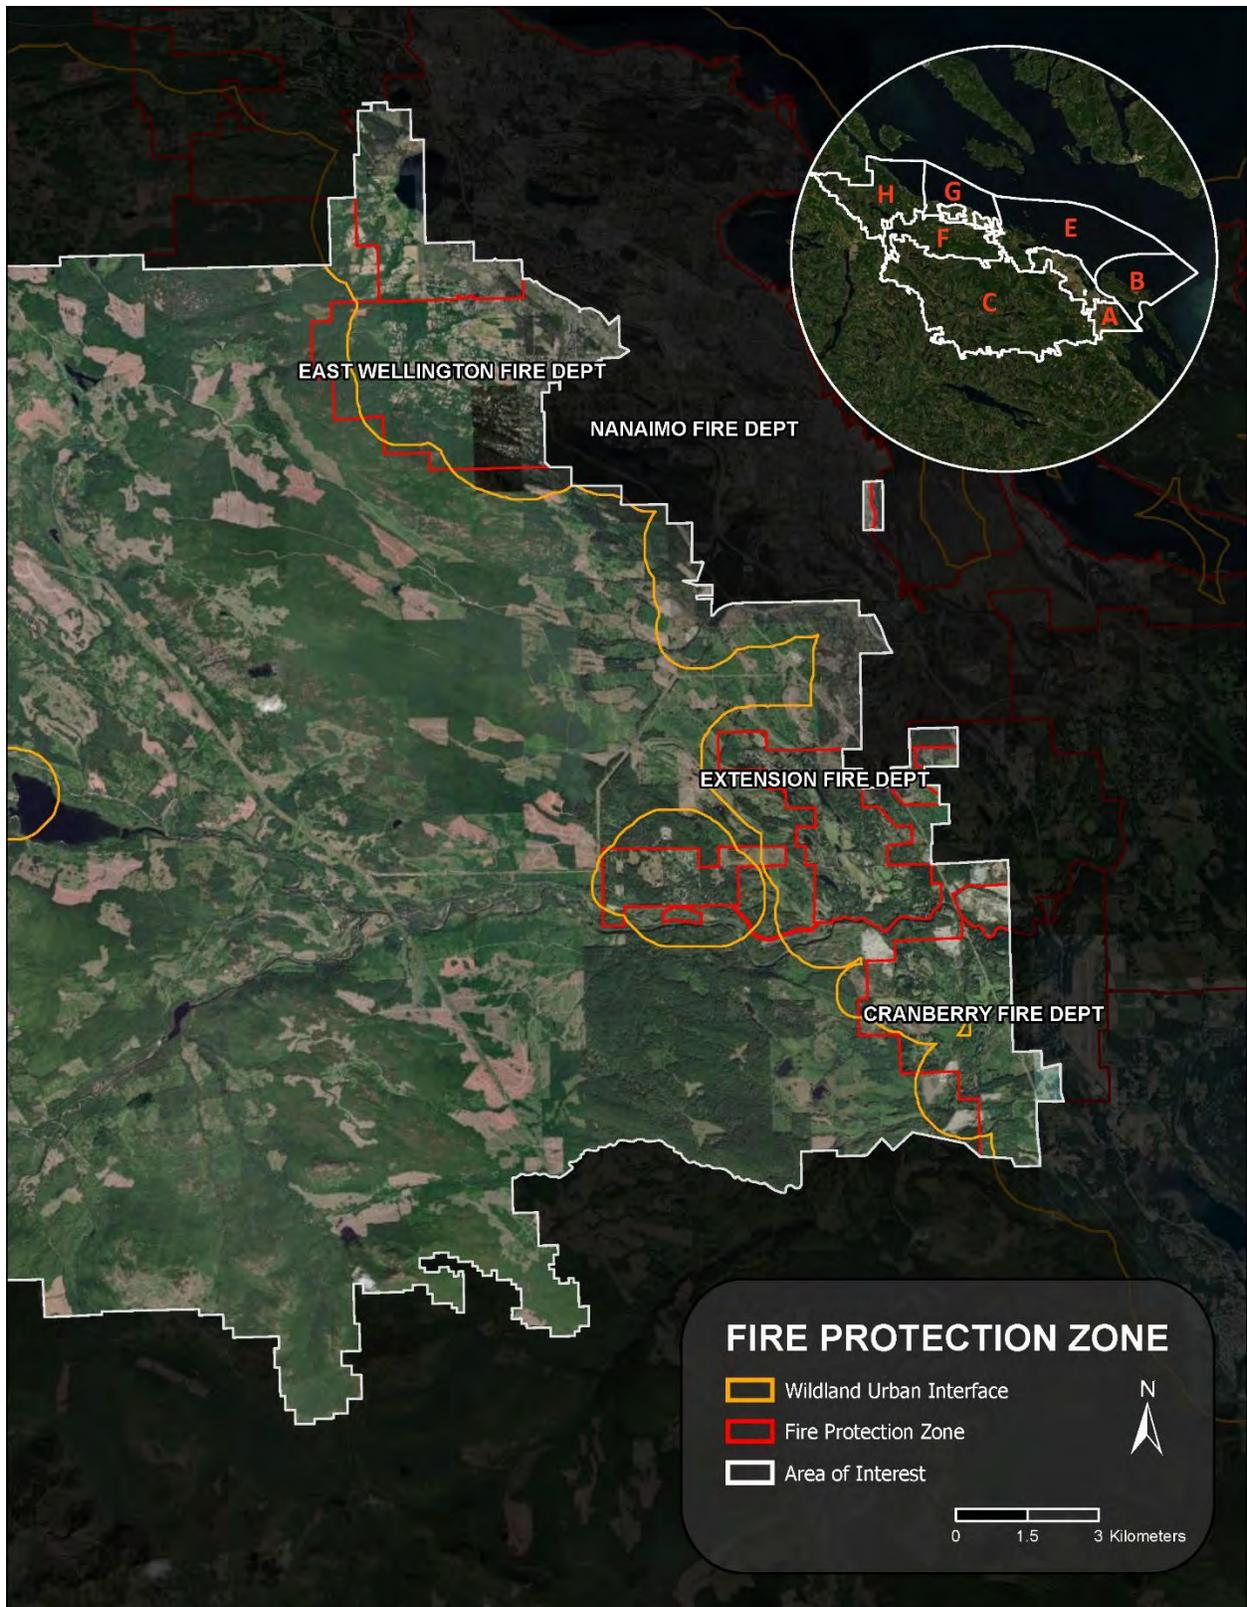 H
G
F
E
B
C
A
EAST WELLINGTON FIRE DEPT
NANAIMO FIRE DEPT
EXTENSION FIRE DEPT
CRANBERRY FIRE DEPT
FIRE PROTECTION ZONE
Wildland Urban Interface
Fire Protection Zone
Area of Interest
N
0 1.5 3 Kilometers